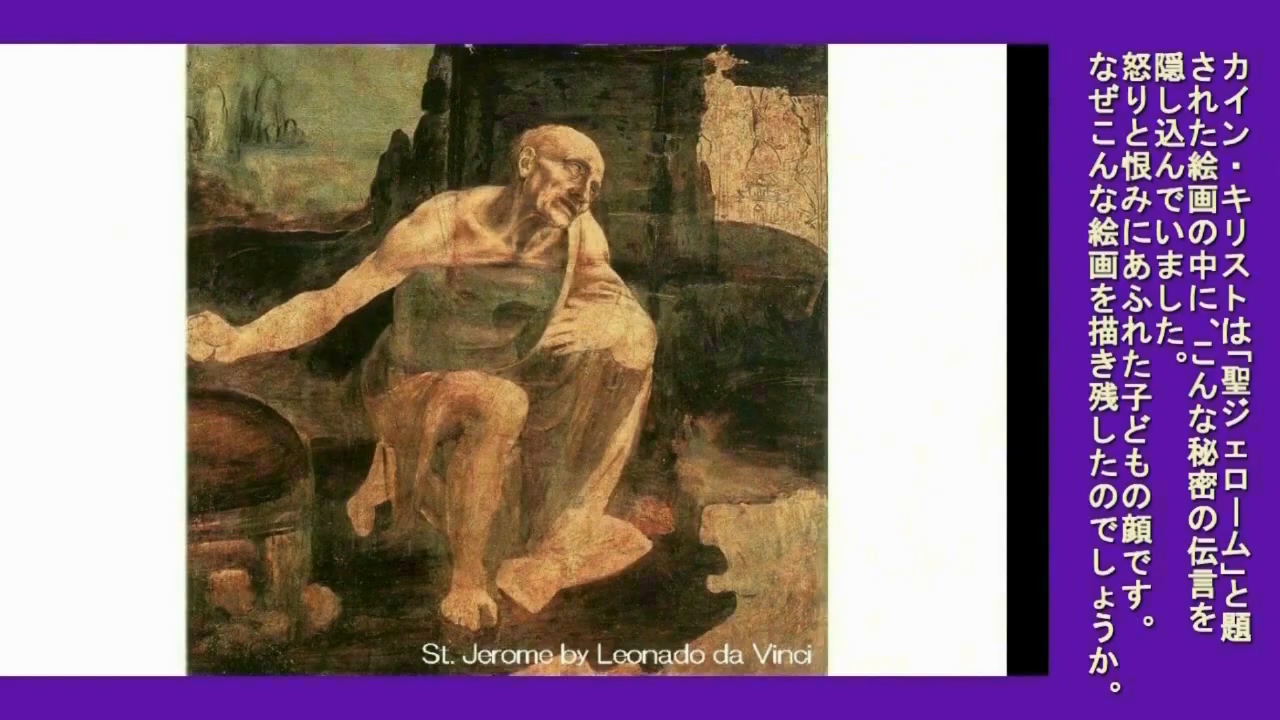 カイン・キリストは「聖ジェローム」と題
された絵画の中に、こんな秘密の伝言を
隠し込んでいました。
怒りと恨みにあふれた子どもの顔です。
なぜこんな絵画を描き残したのでしょうか。
St. Jerome by Leonado da Vinci